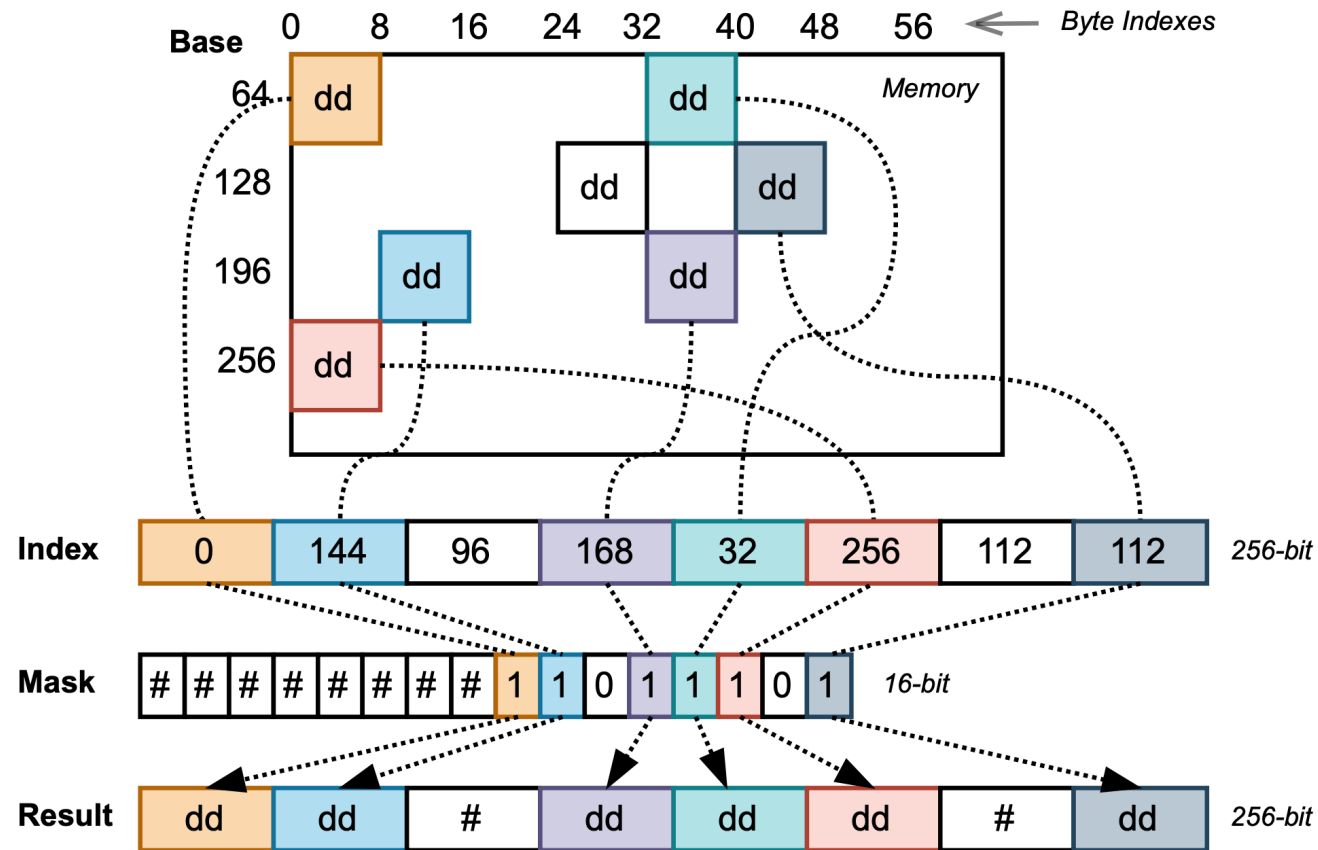 0 8 16 24 32 40 48 56 Byte Indexes
Base
64 dd dd Memory
128 dd dd
196 dd dd
256 dd
Index 0 144 96 168 32 256 112 112 256-bit
Mask # # # # # # # # 1 1 0 1 1 1 0 1 16-bit
Result dd dd # dd dd dd # dd 256-bit